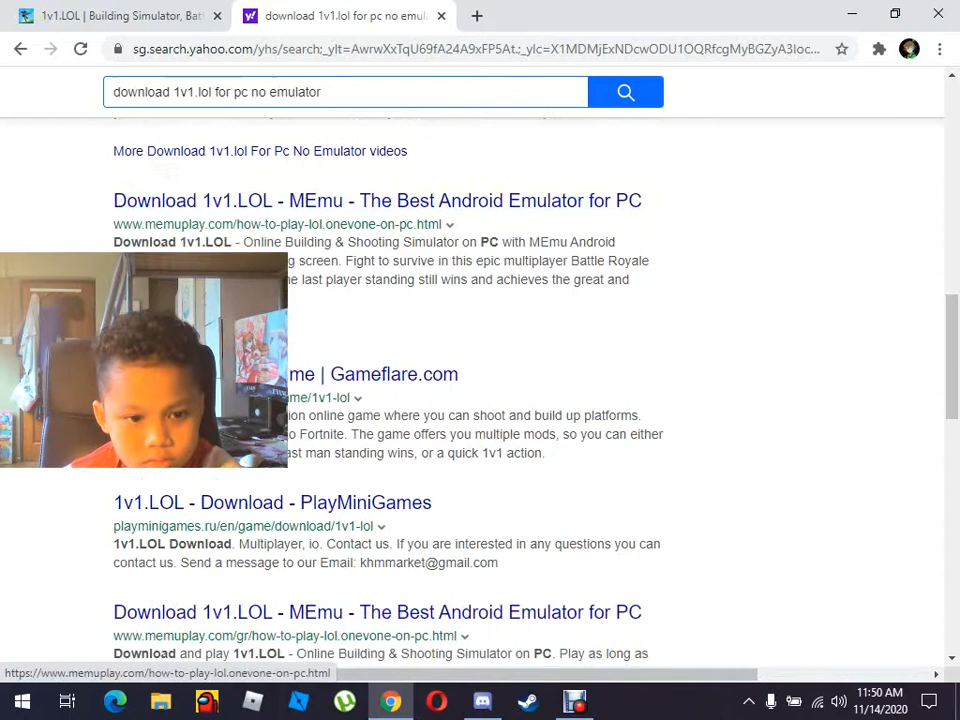 1v1.LOL | Building Simulator, Batt
download 1v1.lol for pc no emul
sg.search.yahoo.com/yhs/search;_ylt=AwrwXxTqU69fA24A9xFP5At.;_ylc=X1MDMjExNDcwODU1OQRfcgMyBGZyA3Ioc...
download 1v1.lol for pc no emulator
More Download 1v1.lol For Pc No Emulator videos
Download 1v1.LOL - MEmu - The Best Android Emulator for PC
www.memuplay.com/how-to-play-lol.onevone-on-pc.html
Download 1v1.LOL - Online Building & Shooting Simulator on PC with MEmu Android
g screen. Fight to survive in this epic multiplayer Battle Royale
he last player standing still wins and achieves the great and
me | Gameflare.com
me/1v1-lol
ion online game where you can shoot and build up platforms.
o Fortnite. The game offers you multiple mods, so you can either
ast man standing wins, or a quick 1v1 action.
1v1.LOL - Download - PlayMiniGames
playminigames.ru/en/game/download/1v1-lol
1v1.LOL Download. Multiplayer, io. Contact us. If you are interested in any questions you can
contact us. Send a message to our Email: khmmarket@gmail.com
Download 1v1.LOL - MEmu - The Best Android Emulator for PC
www.memuplay.com/gr/how-to-play-lol.onevone-on-pc.html
Download and play 1v1.LOL - Online Building & Shooting Simulator on PC. Play as long as
https://www.memuplay.com/how-to-play-lol.onevone-on-pc.html
11:50 AM
11/14/2020